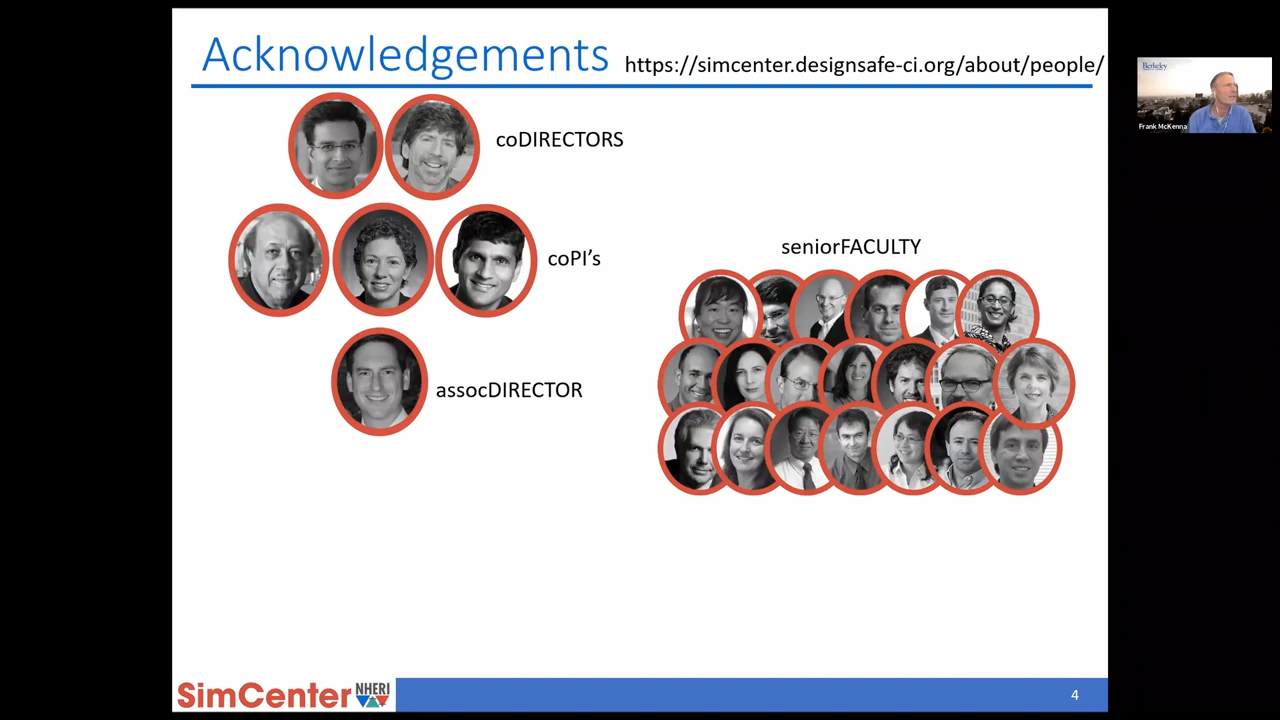 Acknowledgements https://simcenter.designsafe-ci.org/about/people/
Berkeley
Frank McKenna
coDIRECTORS
seniorFACULTY
coPI’s
assocDIRECTOR
SimCenter NHERI
4